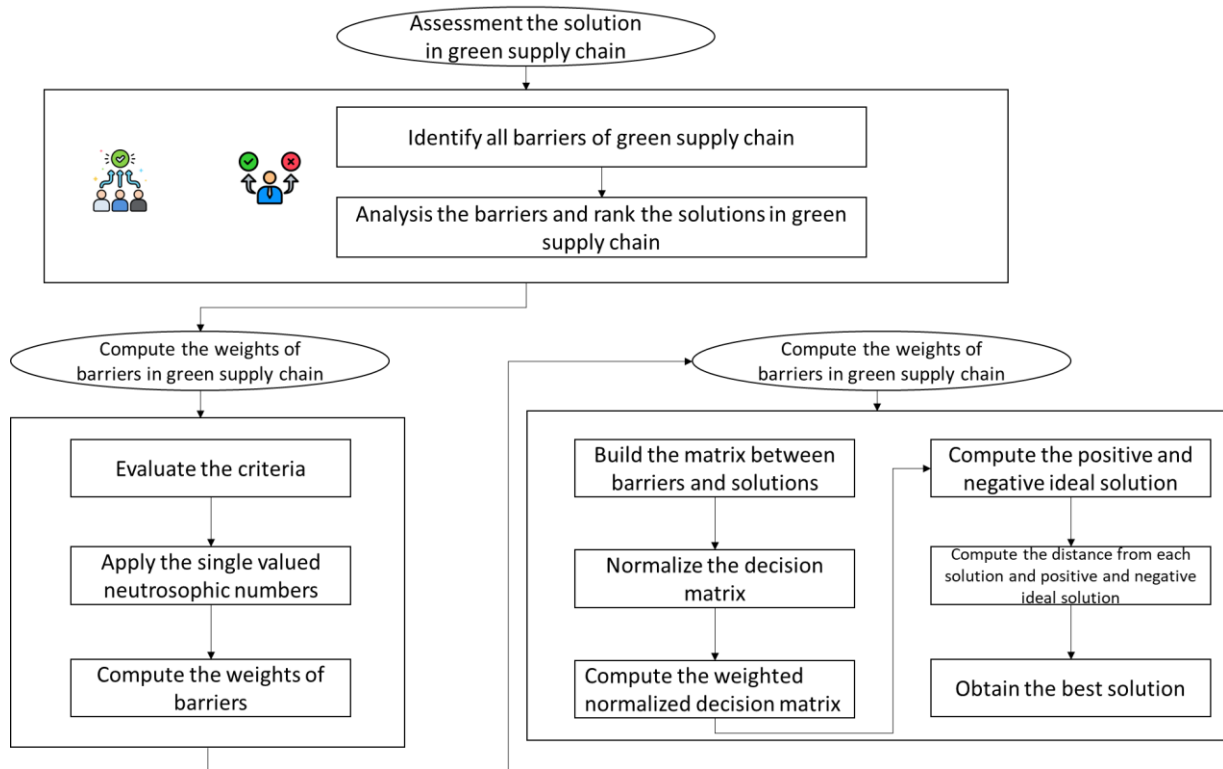 Assessment the solution
in green supply chain
Identify all barriers of green supply chain
Analysis the barriers and rank the solutions in green
supply chain
Compute the weights of
barriers in green supply chain
Evaluate the criteria
Apply the single valued
neutrosophic numbers
Compute the weights of
barriers
Compute the weights of
barriers in green supply chain
Build the matrix between
barriers and solutions
Normalize the decision
matrix
Compute the weighted
normalized decision matrix
Compute the positive and
negative ideal solution
Compute the distance from each
solution and positive and negative
ideal solution
Obtain the best solution